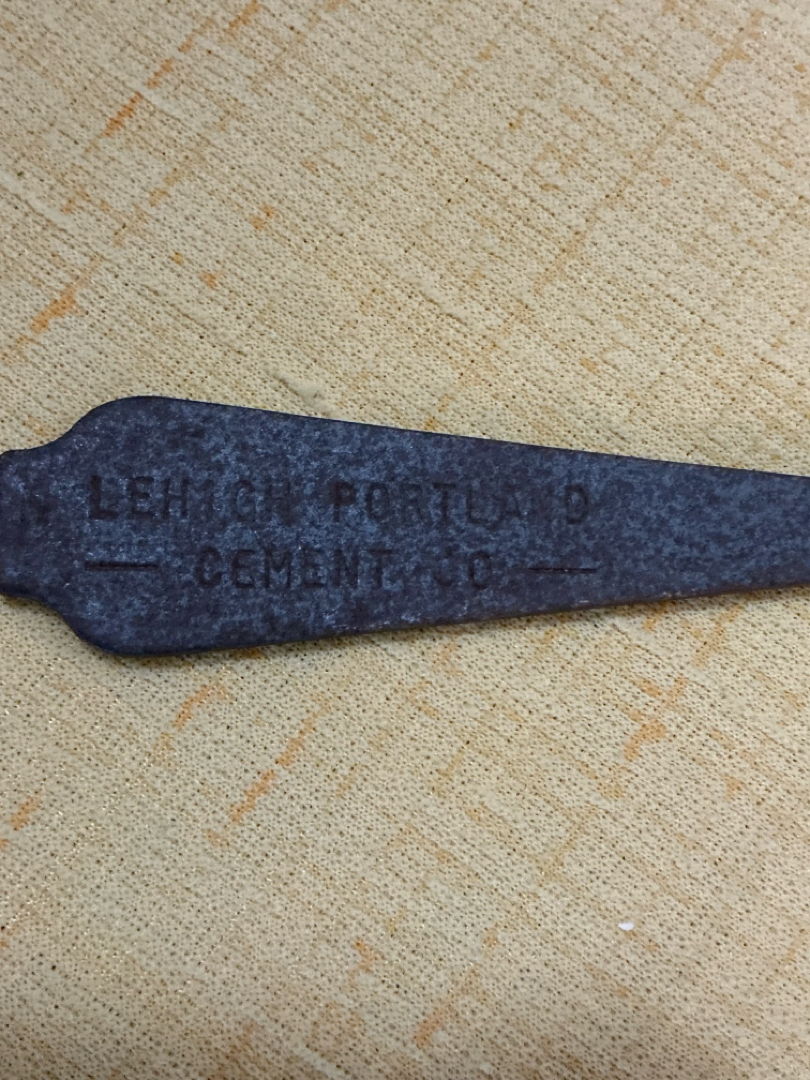 LEHIGH PORTLAND
— CEMENT CO —